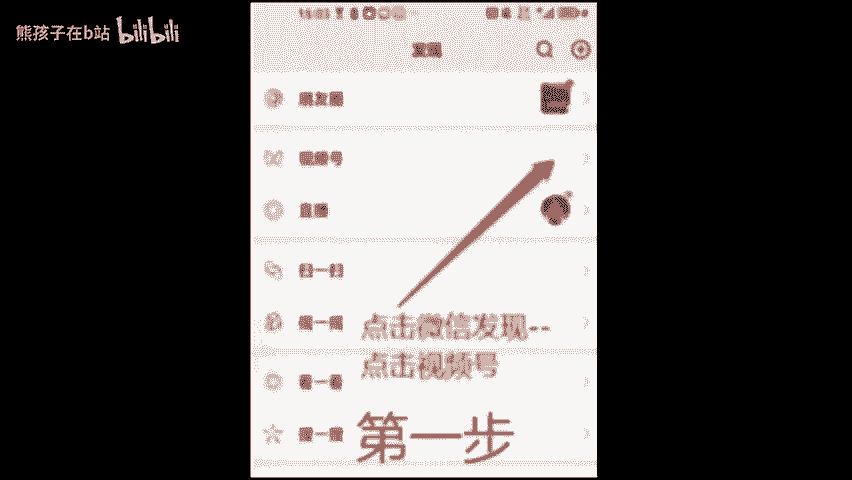 熊孩子在b站 bilibili
发现
朋友圈
视频号
直播
扫一扫
摇一摇
点击微信发现--
点击视频号
看一看
搜一搜
第一步